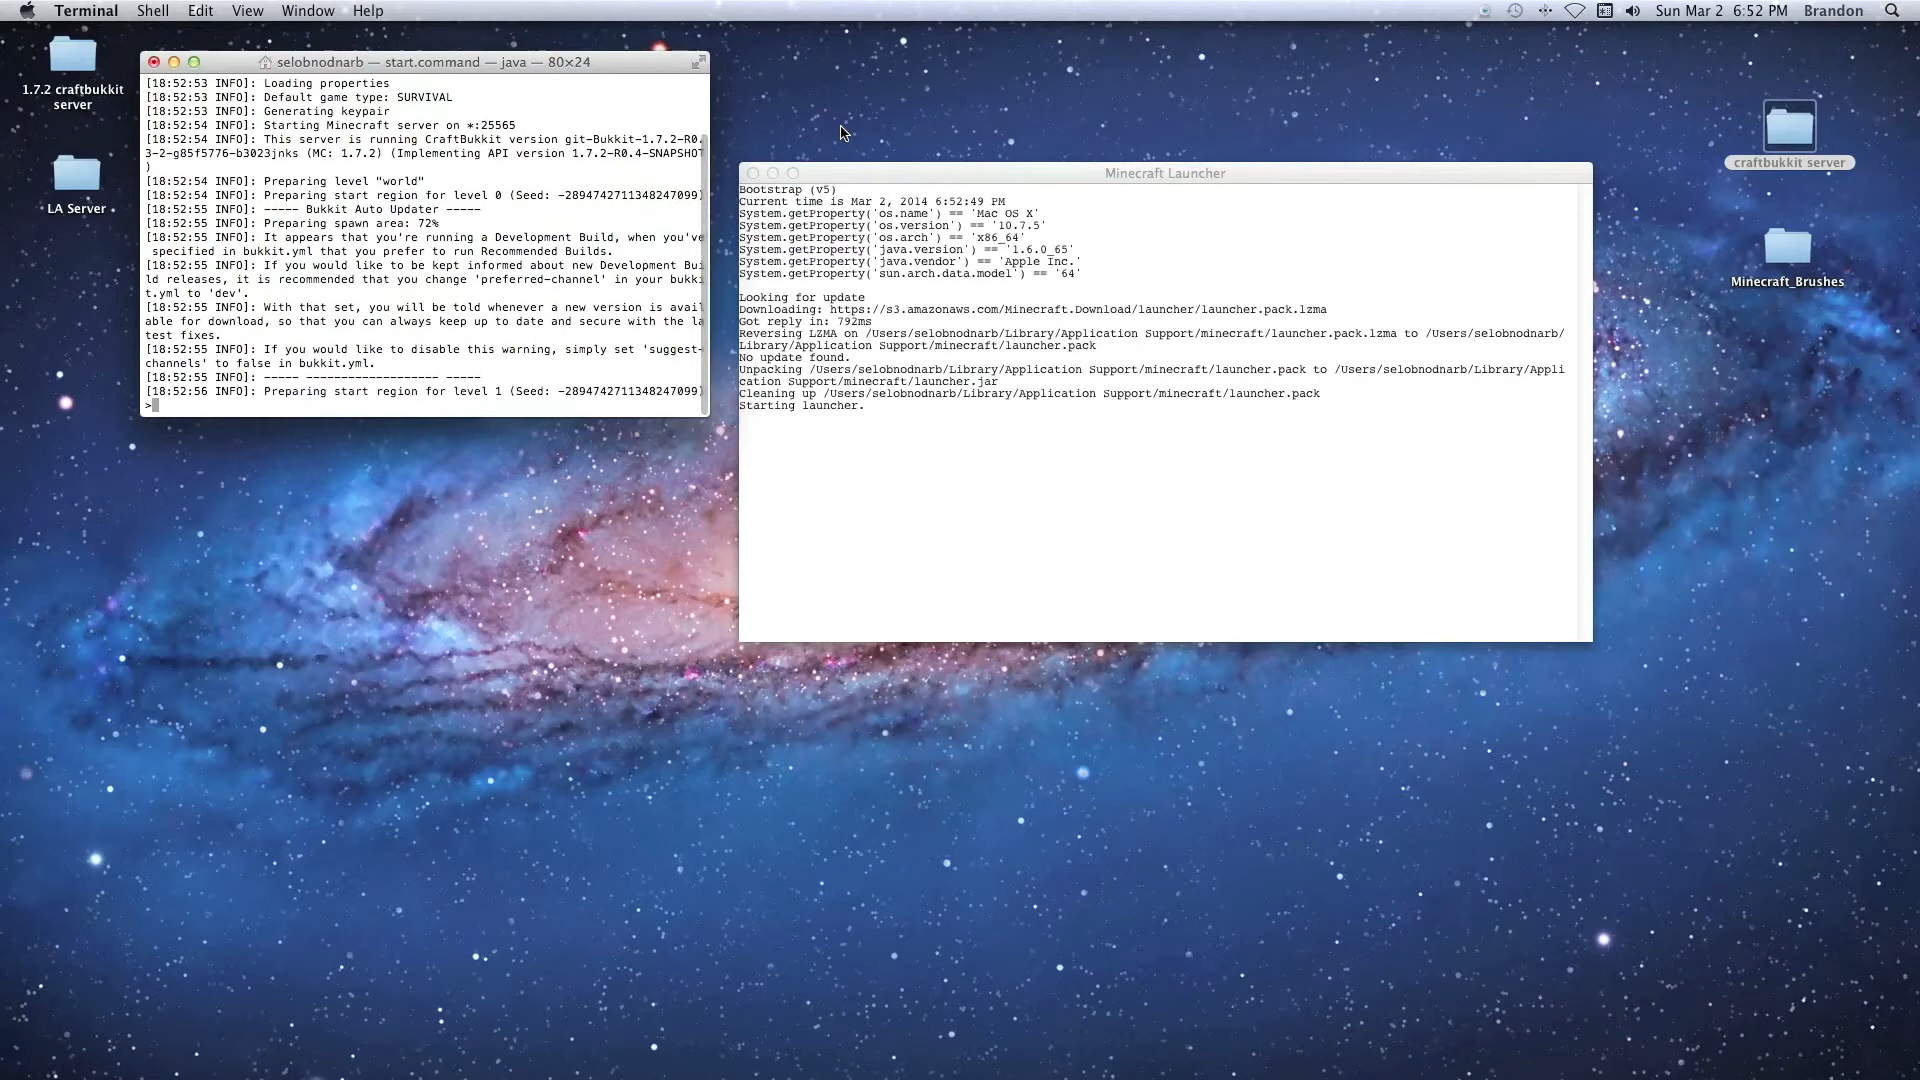 Terminal Shell Edit View Window Help
Sun Mar 2 6:52 PM Brandon
1.7.2 craftbukkit
server
LA Server
selobnodnarb — start.command — java — 80×24
[18:52:53 INFO]: Loading properties
[18:52:53 INFO]: Default game type: SURVIVAL
[18:52:53 INFO]: Generating keypair
[18:52:54 INFO]: Starting Minecraft server on *:25565
[18:52:54 INFO]: This server is running CraftBukkit version git-Bukkit-1.7.2-R0.
3-2-g85f5776-b3023jnks (MC: 1.7.2) (Implementing API version 1.7.2-R0.4-SNAPSHOT
)
[18:52:54 INFO]: Preparing level "world"
[18:52:54 INFO]: Preparing start region for level 0 (Seed: -2894742711348247099)
[18:52:55 INFO]: ----- Bukkit Auto Updater -----
[18:52:55 INFO]: Preparing spawn area: 72%
[18:52:55 INFO]: It appears that you're running a Development Build, when you've
specified in bukkit.yml that you prefer to run Recommended Builds.
[18:52:55 INFO]: If you would like to be kept informed about new Development Bui
ld releases, it is recommended that you change 'preferred-channel' in your bukki
t.yml to 'dev'.
[18:52:55 INFO]: With that set, you will be told whenever a new version is avail
able for download, so that you can always keep up to date and secure with the la
test fixes.
[18:52:55 INFO]: If you would like to disable this warning, simply set 'suggest-
channels' to false in bukkit.yml.
[18:52:55 INFO]: ----- ------------------- -----
[18:52:56 INFO]: Preparing start region for level 1 (Seed: -2894742711348247099)
>
Minecraft Launcher
Bootstrap (v5)
Current time is Mar 2, 2014 6:52:49 PM
System.getProperty('os.name') == 'Mac OS X'
System.getProperty('os.version') == '10.7.5'
System.getProperty('os.arch') == 'x86_64'
System.getProperty('java.version') == '1.6.0_65'
System.getProperty('java.vendor') == 'Apple Inc.'
System.getProperty('sun.arch.data.model') == '64'
Looking for update
Downloading: https://s3.amazonaws.com/Minecraft.Download/launcher/launcher.pack.lzma
Got reply in: 792ms
Reversing LZMA on /Users/selobnodnarb/Library/Application Support/minecraft/launcher.pack.lzma to /Users/selobnodnarb/
Library/Application Support/minecraft/launcher.pack
No update found.
Unpacking /Users/selobnodnarb/Library/Application Support/minecraft/launcher.pack to /Users/selobnodnarb/Library/Appli
cation Support/minecraft/launcher.jar
Cleaning up /Users/selobnodnarb/Library/Application Support/minecraft/launcher.pack
Starting launcher.
craftbukkit server
Minecraft_Brushes